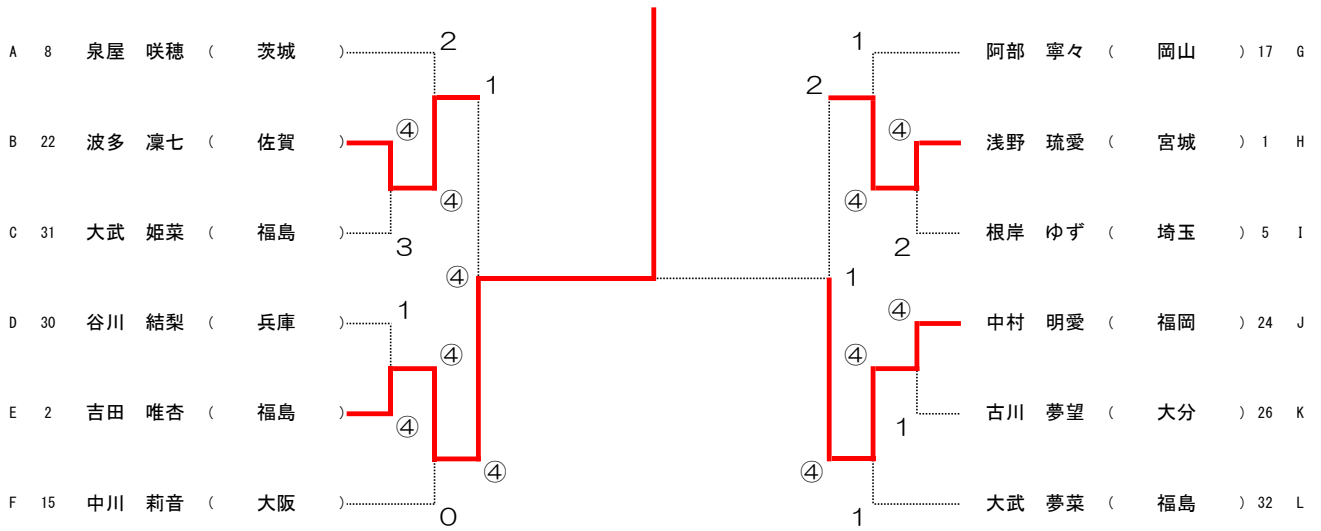 A 8 泉屋 咲穂 ( 茨城 ) 2 1 阿部 寧々 ( 岡山 ) 17 G
1 2
B 22 波多 凜七 ( 佐賀 ) ④ ④ 浅野 琉愛 ( 宮城 ) 1 H
④ ④
C 31 大武 姫菜 ( 福島 ) 3 2 根岸 ゆず ( 埼玉 ) 5 I
④ 1
D 30 谷川 結梨 ( 兵庫 ) 1 ④ 中村 明愛 ( 福岡 ) 24 J
④ ④
E 2 吉田 唯杏 ( 福島 ) ④ 1 古川 夢望 ( 大分 ) 26 K
④ ④
F 15 中川 莉音 ( 大阪 ) 0 1 大武 夢菜 ( 福島 ) 32 L